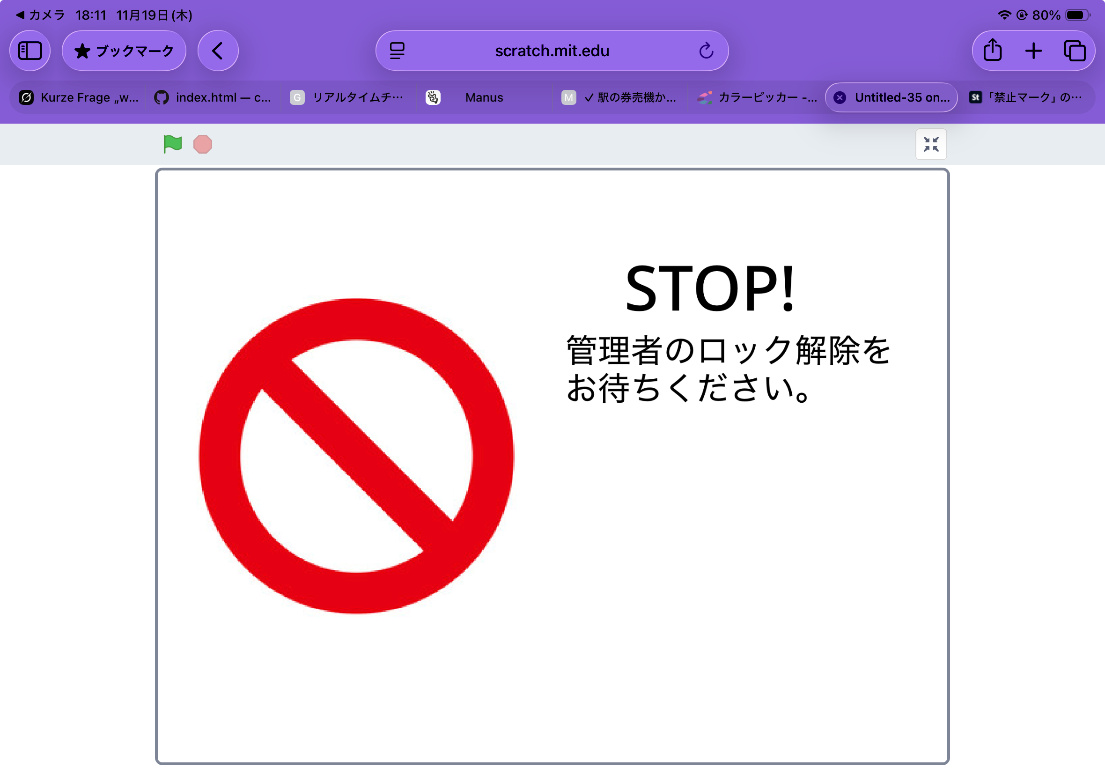 ◀ カメラ 18:11 11月19日(木) 80%
ブックマーク scratch.mit.edu
Kurze Frage „w... index.html — c... リアルタイムチ… G Manus M ✓ 駅の券売機か... カラーピッカー -... Untitled-35 on... St 「禁止マーク」の…
STOP!
管理者のロック解除を
お待ちください。